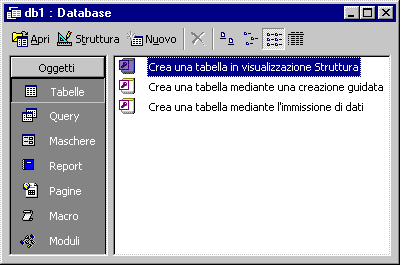 db1 : Database
Apri Struttura Nuovo
Oggetti
Tabelle
Query
Maschere
Report
Pagine
Macro
Moduli
Crea una tabella in visualizzazione Struttura
Crea una tabella mediante una creazione guidata
Crea una tabella mediante l'immissione di dati